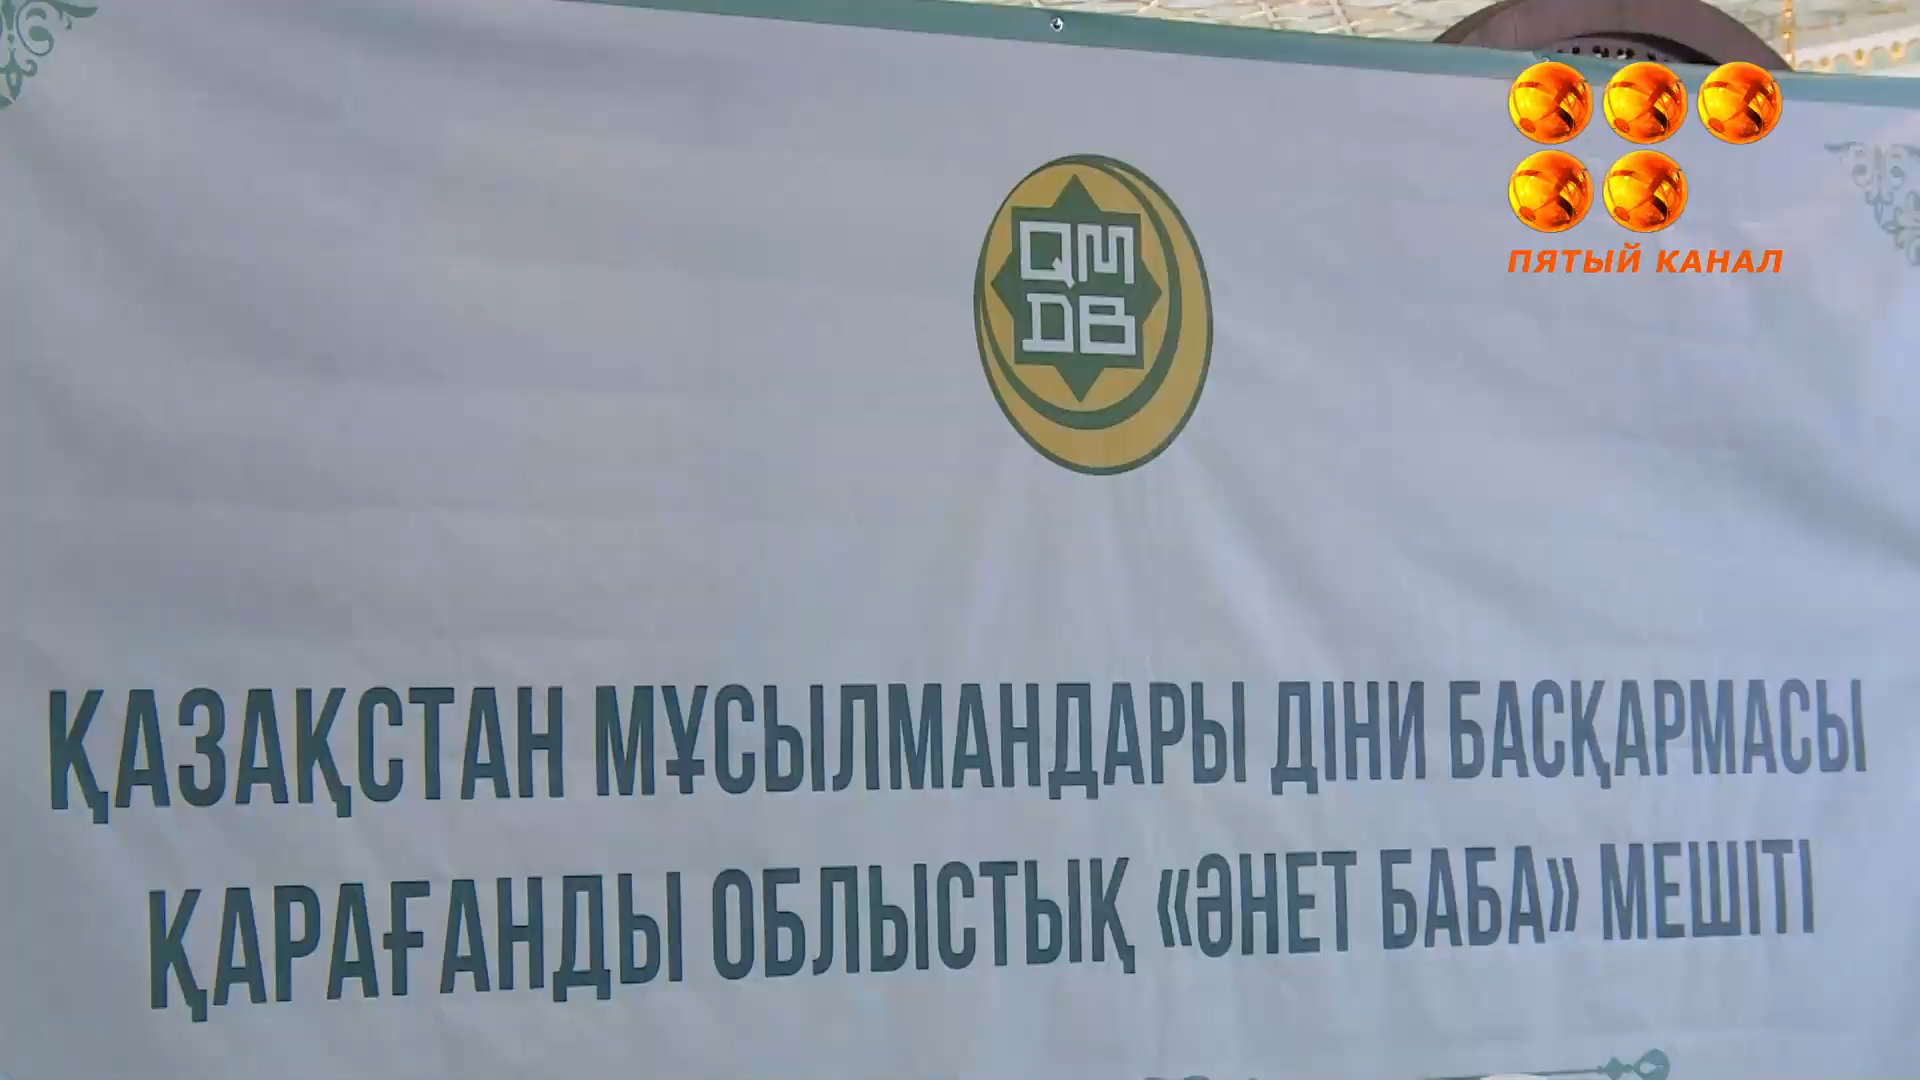 ПЯТЫЙ КАНАЛ
QM
DB
ҚАЗАҚСТАН МҰСЫЛМАНДАРЫ ДІНИ БАСҚАРМАСЫ
ҚАРАҒАНДЫ ОБЛЫСТЫҚ «ӘНЕТ БАБА» МЕШІТІ